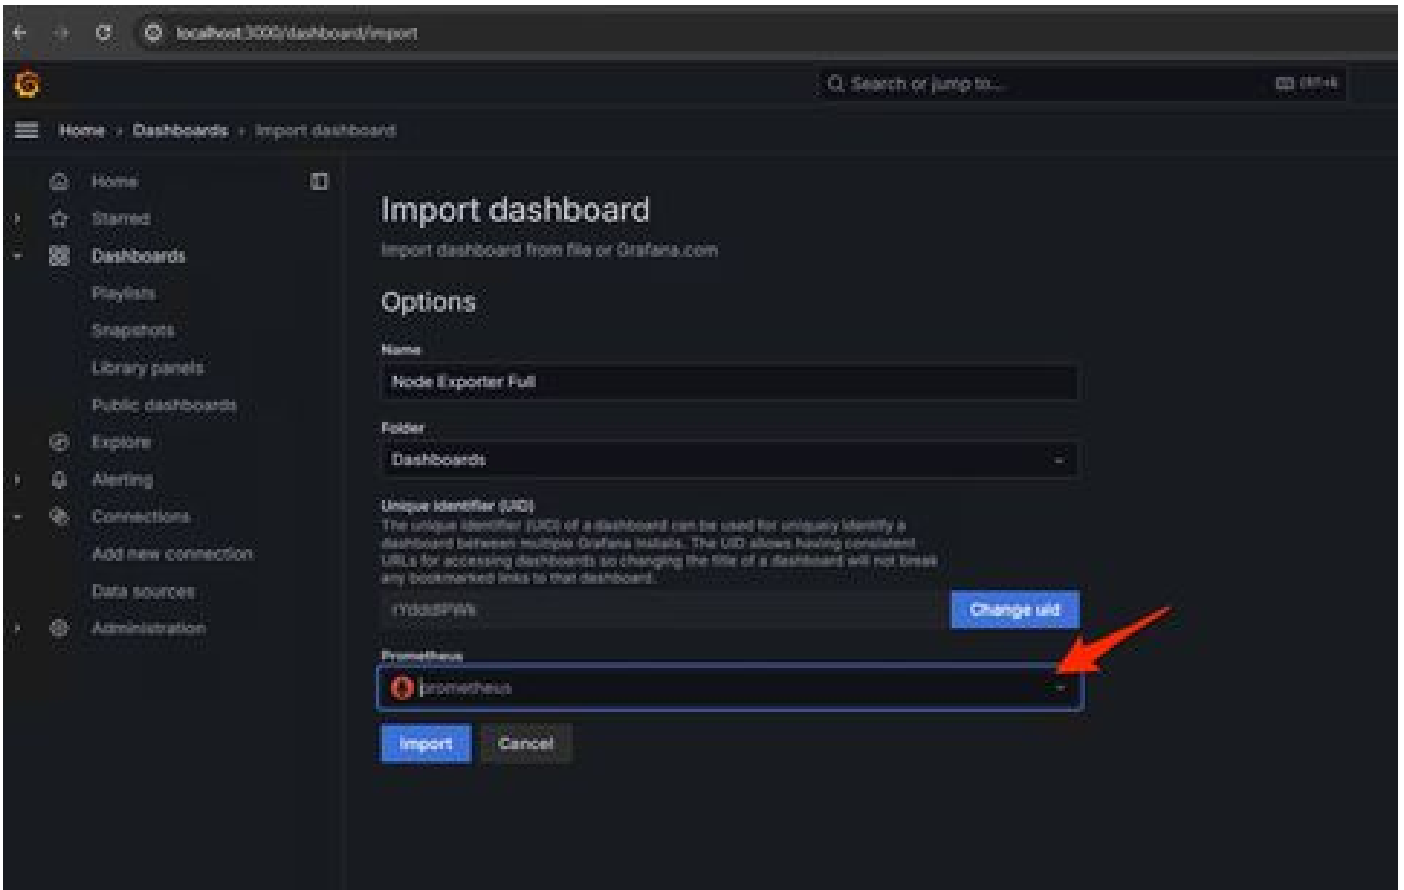 localhost:3000/dashboard/import
Search or jump to...
ctrl+k
Home › Dashboards › Import dashboard
Home
Starred
Dashboards
Playlists
Snapshots
Library panels
Public dashboards
Explore
Alerting
Connections
Add new connection
Data sources
Administration
Import dashboard
Import dashboard from file or Grafana.com
Options
Name
Node Exporter Full
Folder
Dashboards
Unique identifier (UID)
The unique identifier (UID) of a dashboard can be used for uniquely identify a
dashboard between multiple Grafana installs. The UID allows having consistent
URLs for accessing dashboards so changing the title of a dashboard will not break
any bookmarked links to that dashboard.
Change uid
Prometheus
prometheus
Import
Cancel